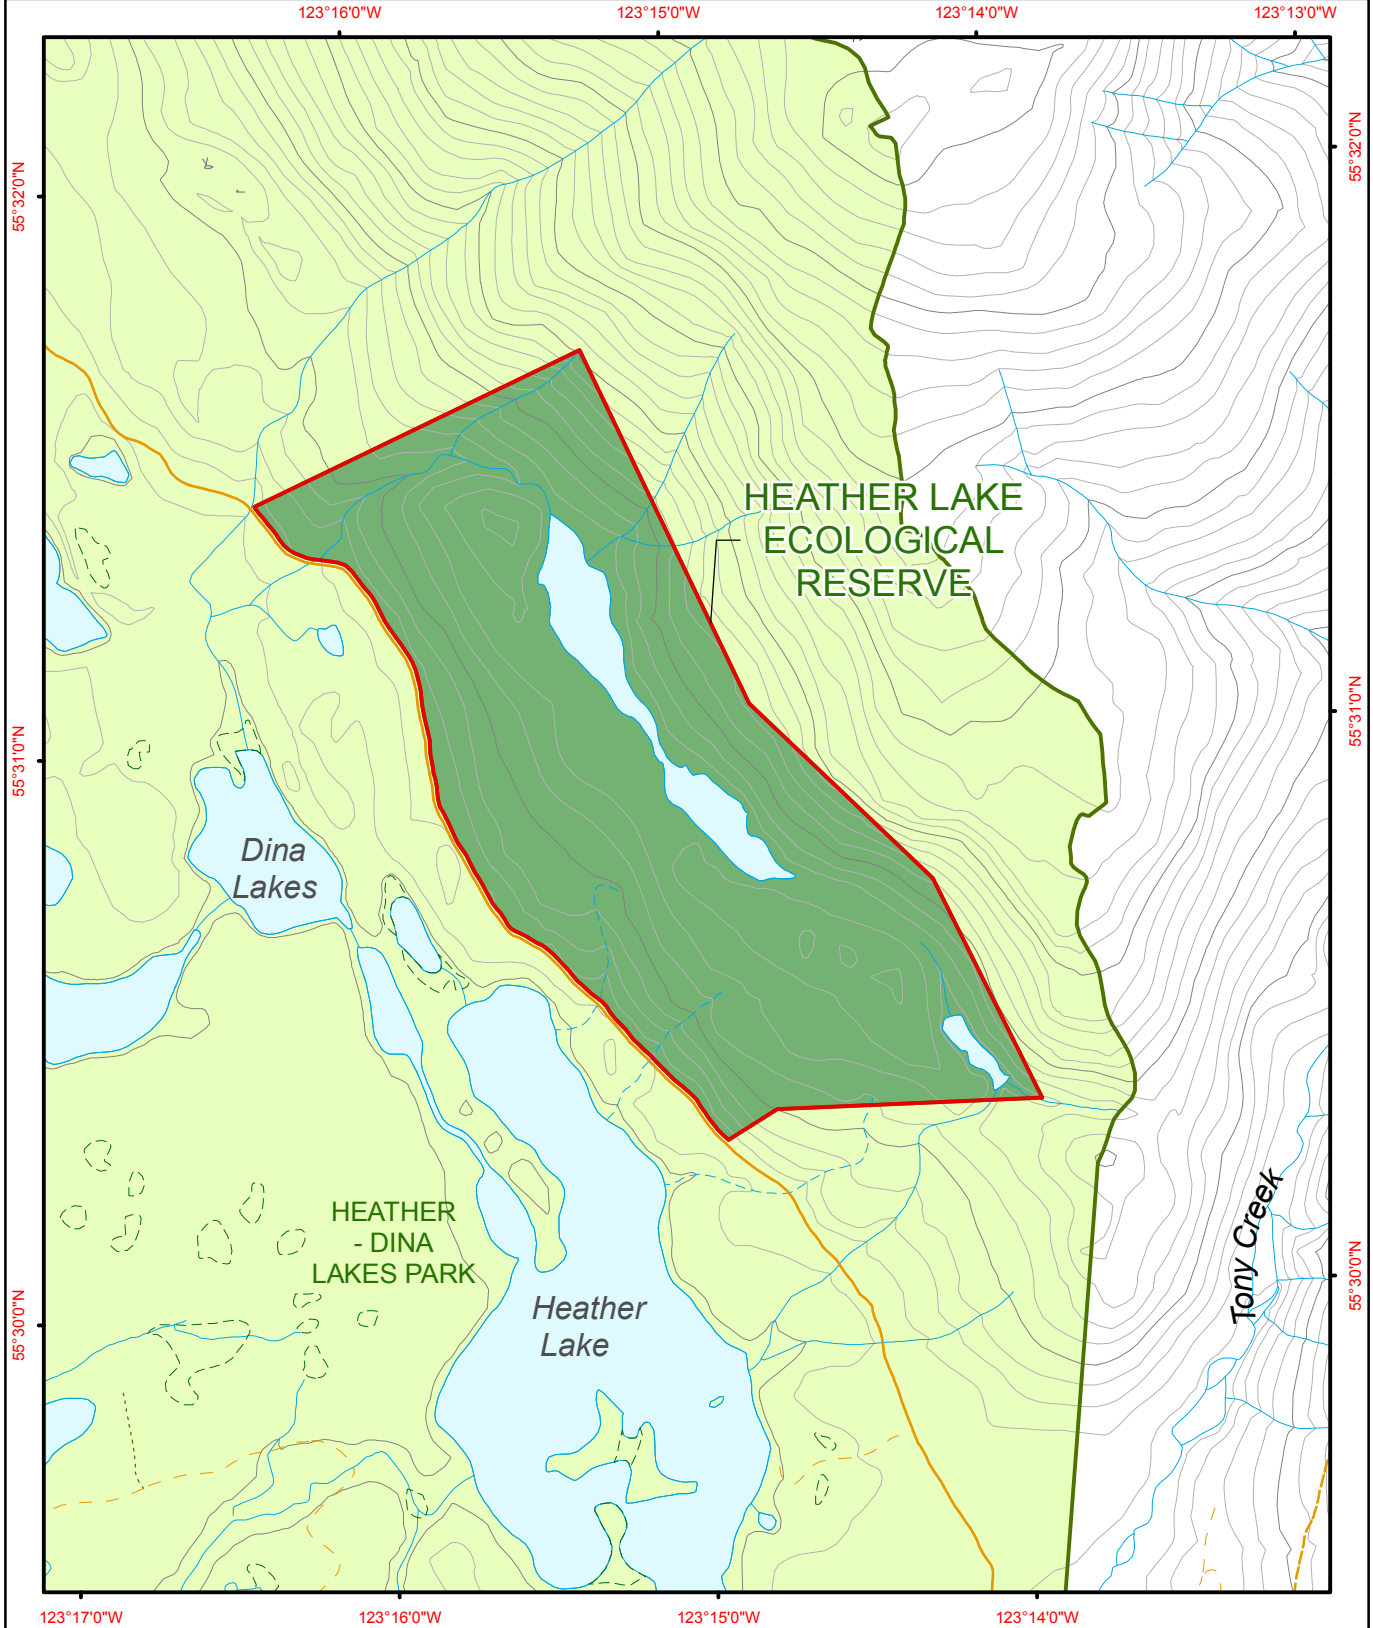 123°16'0"W
123°15'0"W
123°14'0"W
123°13'0"W
55°32'0"N
55°32'0"N
HEATHER LAKE
ECOLOGICAL
RESERVE
55°31'0"N
55°31'0"N
Dina
Lakes
HEATHER
- DINA
LAKES PARK
Tony Creek
Heather
Lake
55°30'0"N
55°30'0"N
123°17'0"W
123°16'0"W
123°15'0"W
123°14'0"W